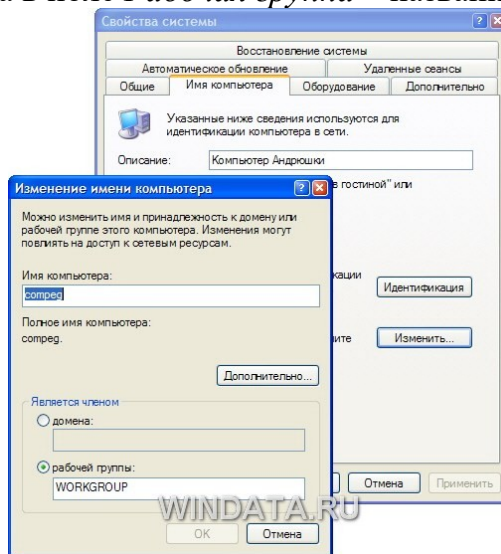 Рабочая группа – назван
Свойства системы
Восстановление системы
Автоматическое обновление Удаленные сеансы
Общие Имя компьютера Оборудование Дополнительно
Указанные ниже сведения используются для
идентификации компьютера в сети.
Описание: Компьютер Андрюшки
в гостиной" или
Идентификация
Изменить...
Отмена Применить
Изменение имени компьютера
Можно изменить имя и принадлежность к домену или
рабочей группе этого компьютера. Изменения могут
повлиять на доступ к сетевым ресурсам.
Имя компьютера:
compeg
Полное имя компьютера:
compeg.
Дополнительно...
Является членом
домена:
рабочей группы:
WORKGROUP
WINDATA.RU
OK Отмена